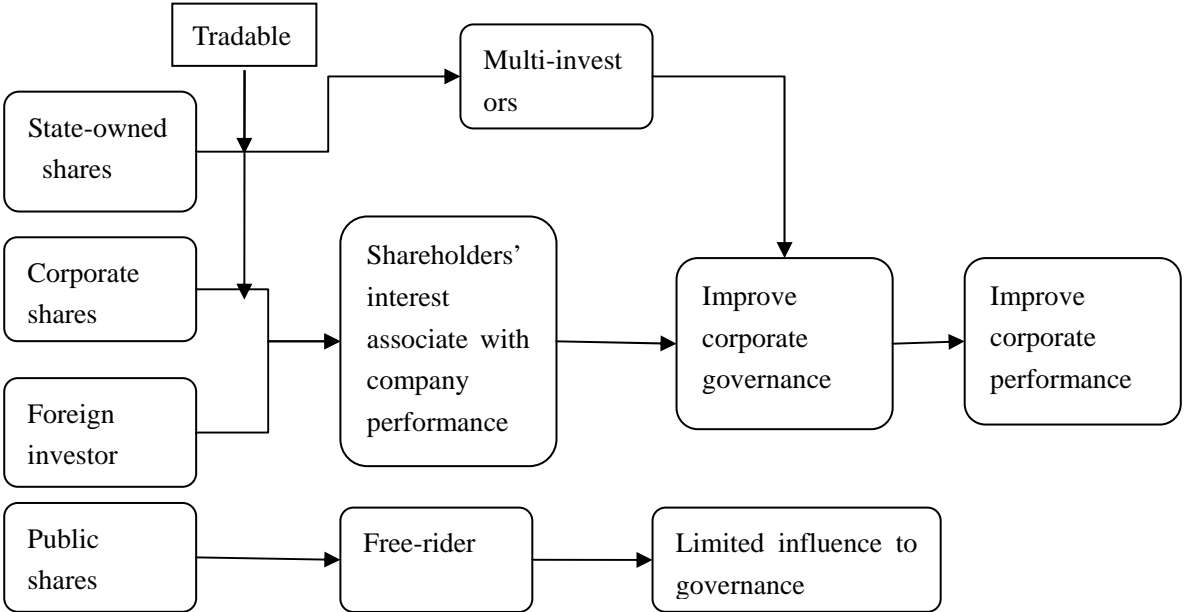 Tradable
Multi-invest
ors
State-owned
shares
Shareholders’
interest
associate with
company
performance
Corporate
shares
Improve
corporate
governance
Improve
corporate
performance
Foreign
investor
Public
shares
Free-rider
Limited influence to
governance